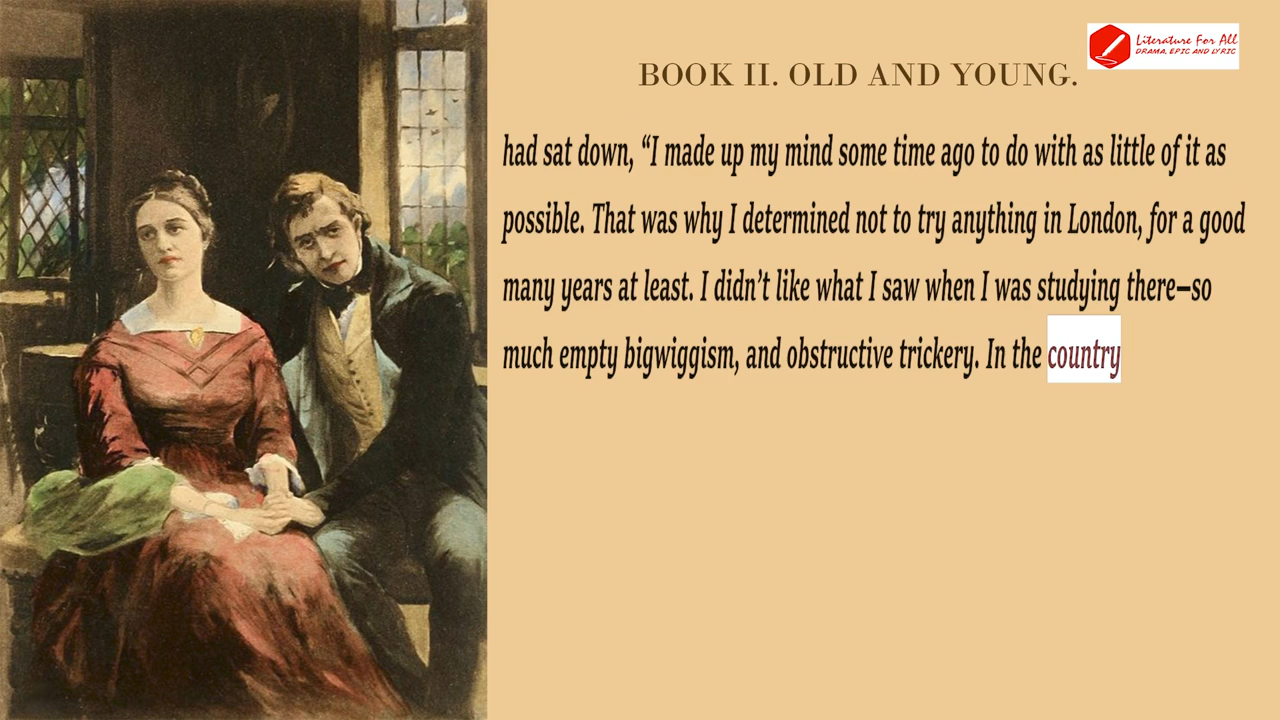 Literature For All
DRAMA, EPIC AND LYRIC
BOOK II. OLD AND YOUNG.
had sat down, “I made up my mind some time ago to do with as little of it as
possible. That was why I determined not to try anything in London, for a good
many years at least. I didn’t like what I saw when I was studying there—so
much empty bigwiggism, and obstructive trickery. In the country